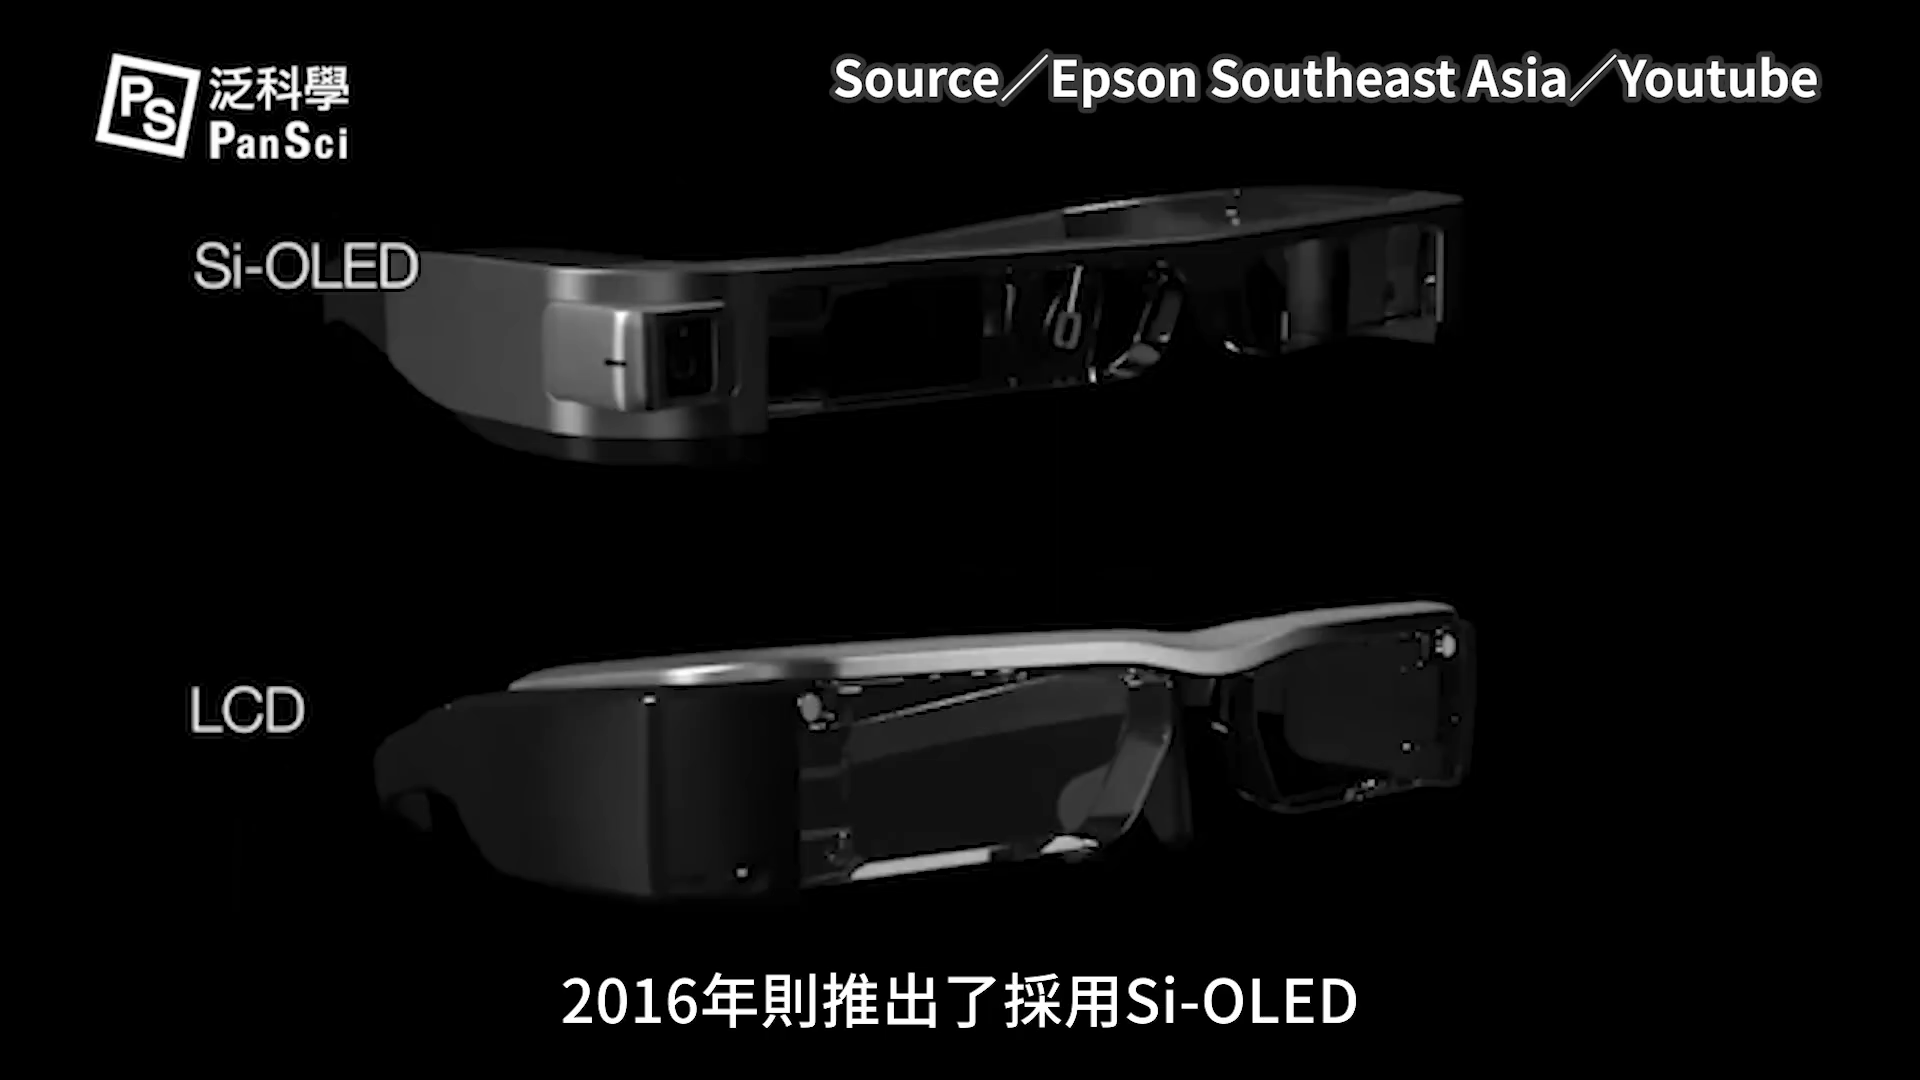 PS
泛科學
PanSci
Source／Epson Southeast Asia／Youtube
Si-OLED
LCD
2016年則推出了採用Si-OLED